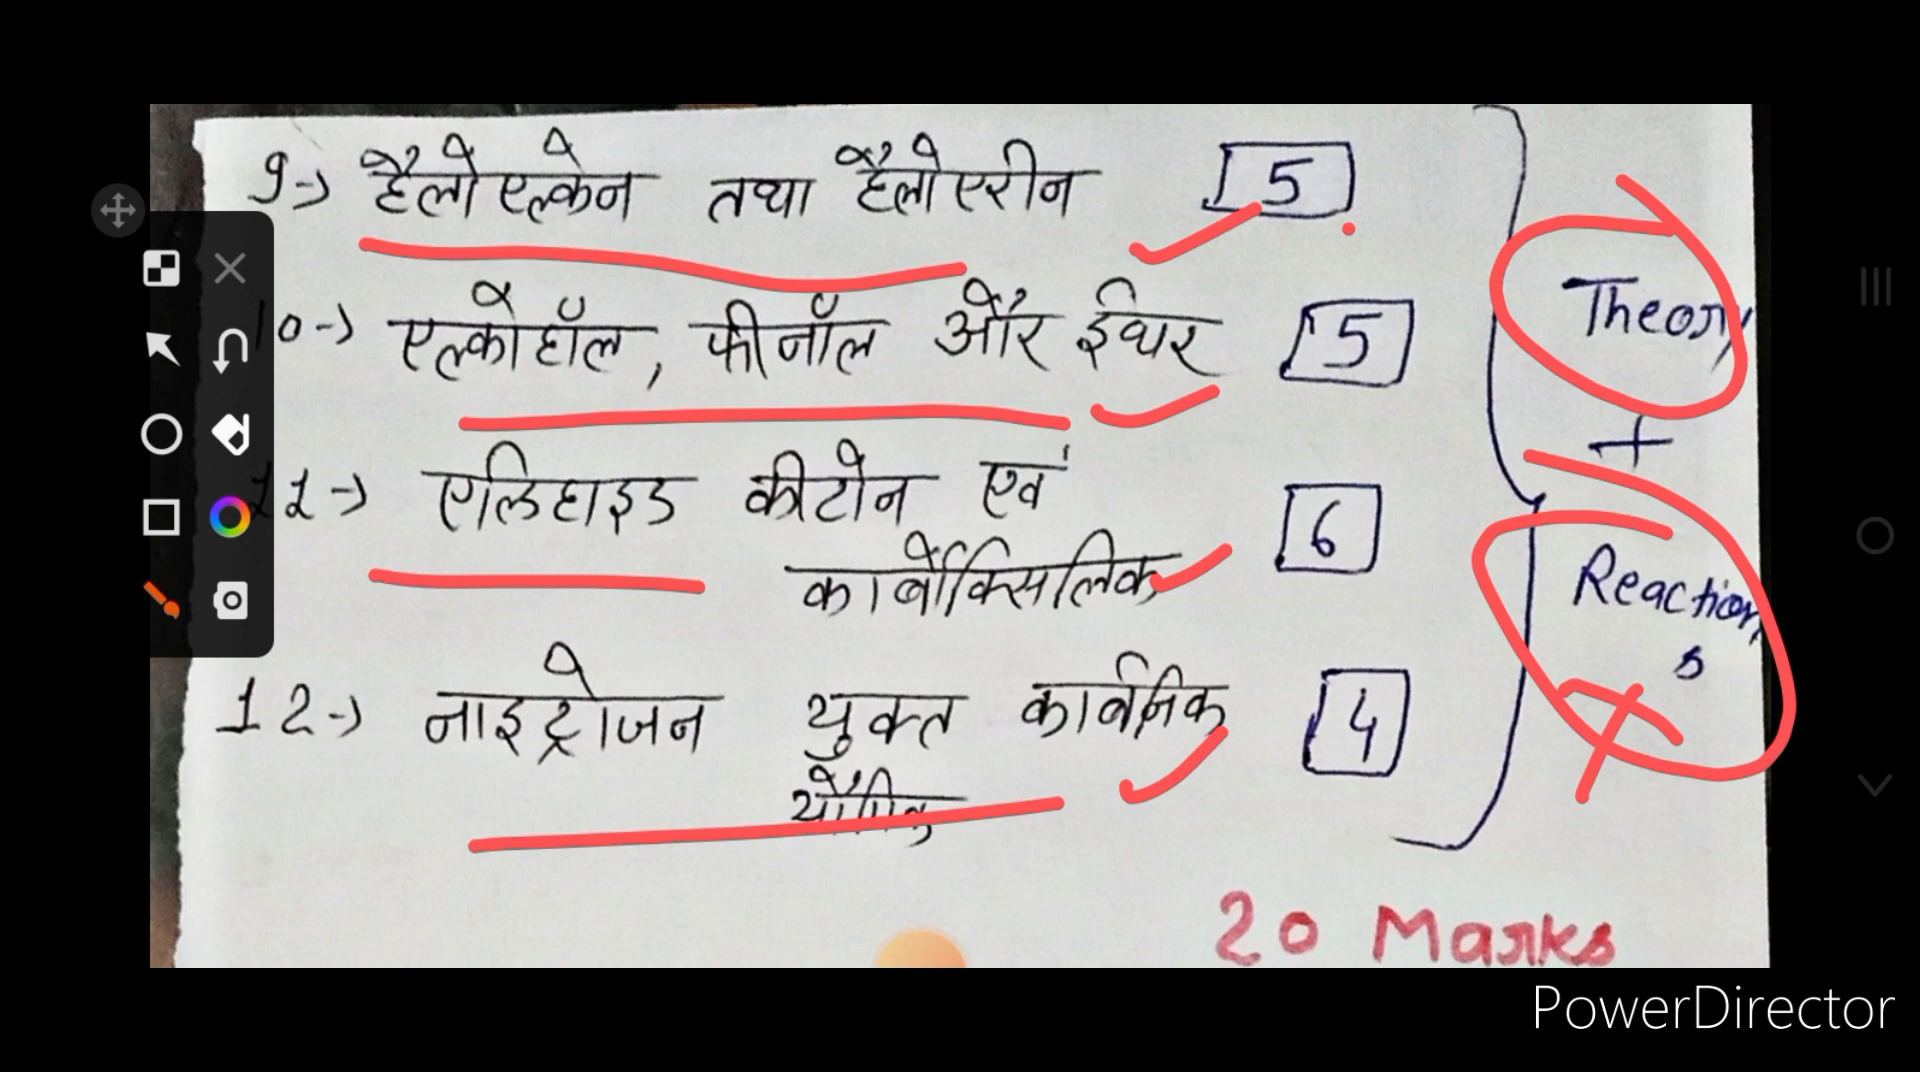 9→ हैलोएल्केन तथा हैलोएरीन 5
10→ एल्कोहॉल, फीनॉल और ईथर 5
11→ एल्डिहाइड कीटोन एवं
कार्बोक्सिलिक 6
12→ नाइट्रोजन युक्त कार्बनिक 4
यौगिक
Theory
+
Reactions
20 Marks
PowerDirector